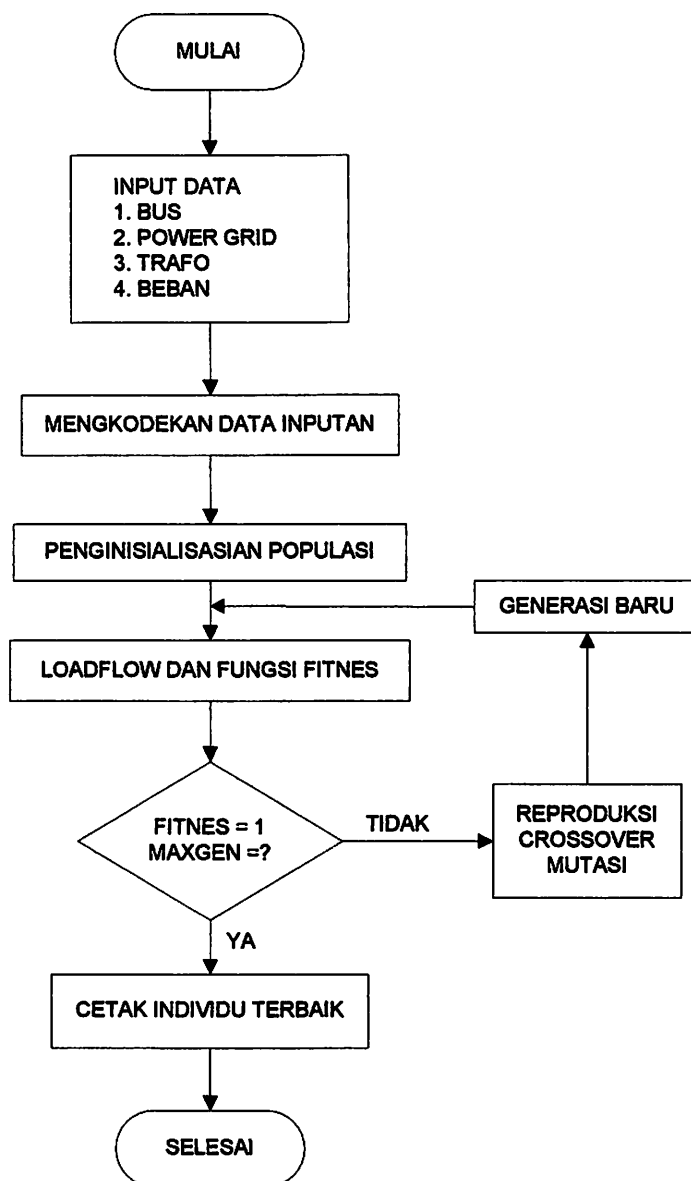 MULAI
INPUT DATA
1. BUS
2. POWER GRID
3. TRAFO
4. BEBAN
MENGKODEKAN DATA INPUTAN
PENGINISIALISASIAN POPULASI
GENERASI BARU
LOADFLOW DAN FUNGSI FITNES
FITNES = 1
MAXGEN =?
TIDAK
REPRODUKSI
CROSSOVER
MUTASI
YA
CETAK INDIVIDU TERBAIK
SELESAI